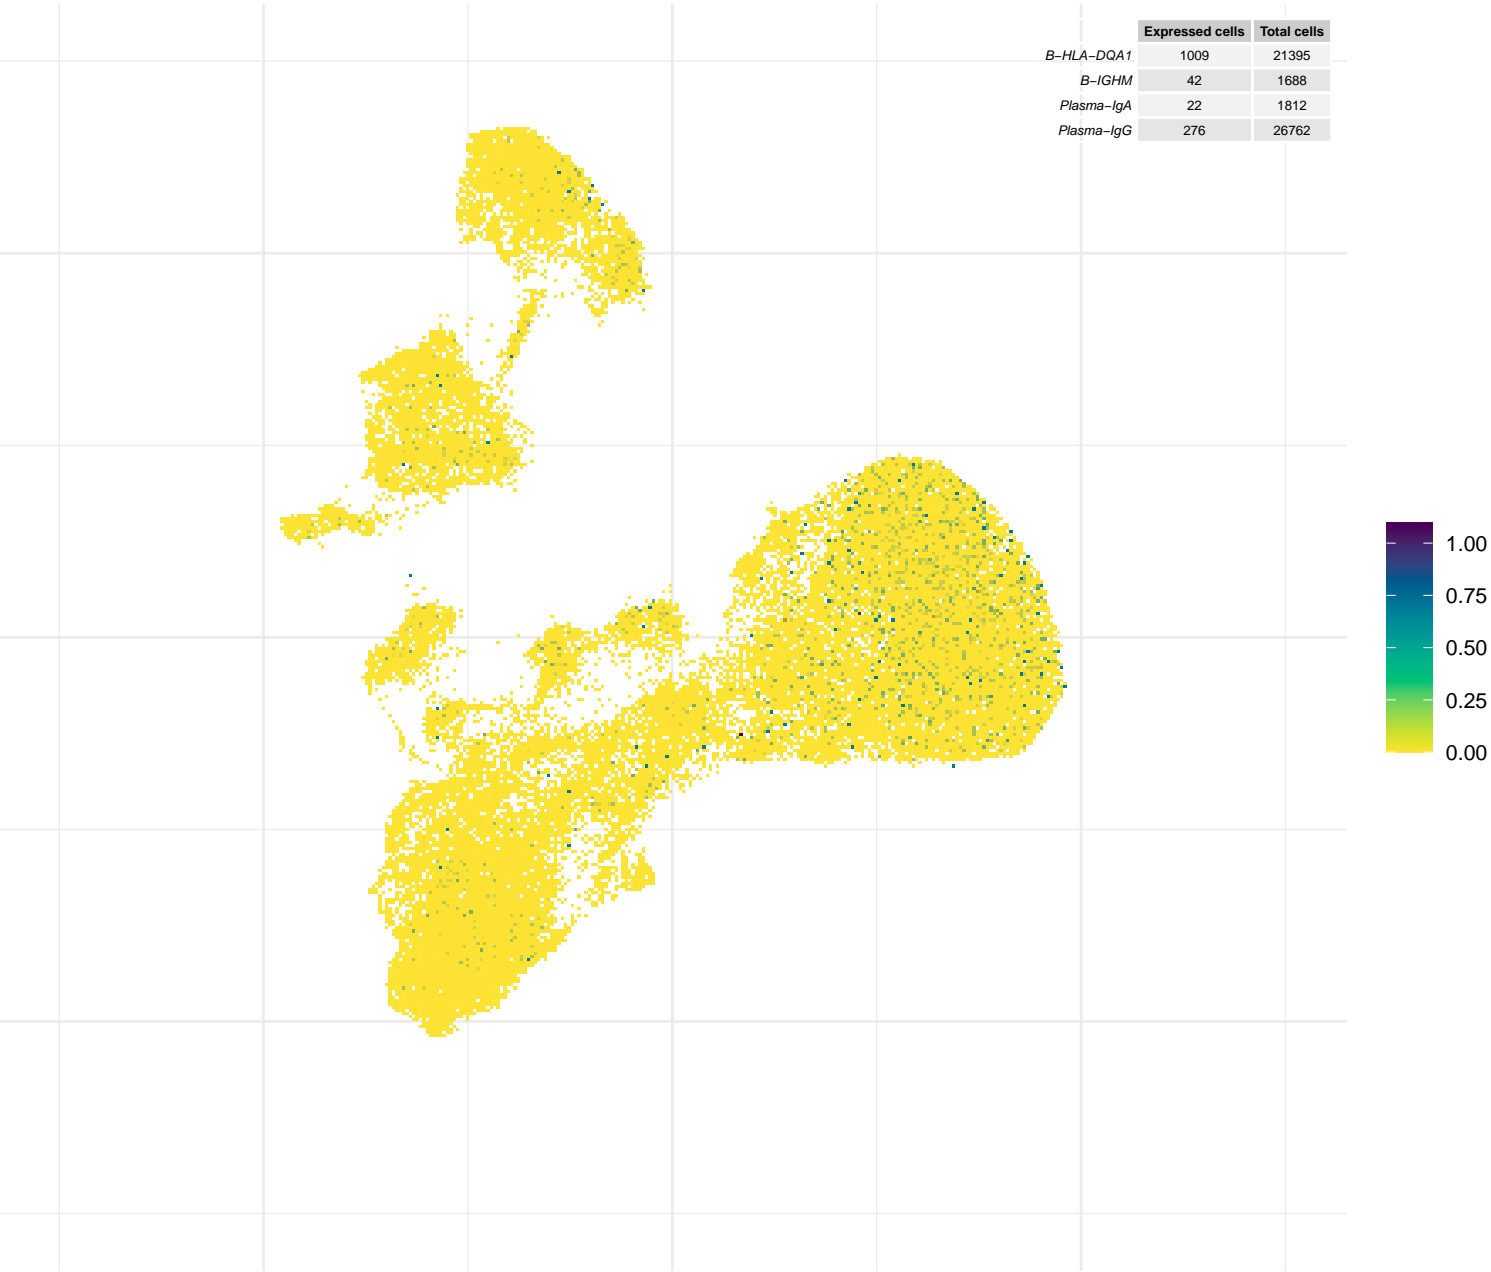 Expressed cells Total cells
B−HLA−DQA1 1009 21395
B−IGHM 42 1688
Plasma−IgA 22 1812
Plasma−IgG 276 26762
1.00
0.75
0.50
0.25
0.00